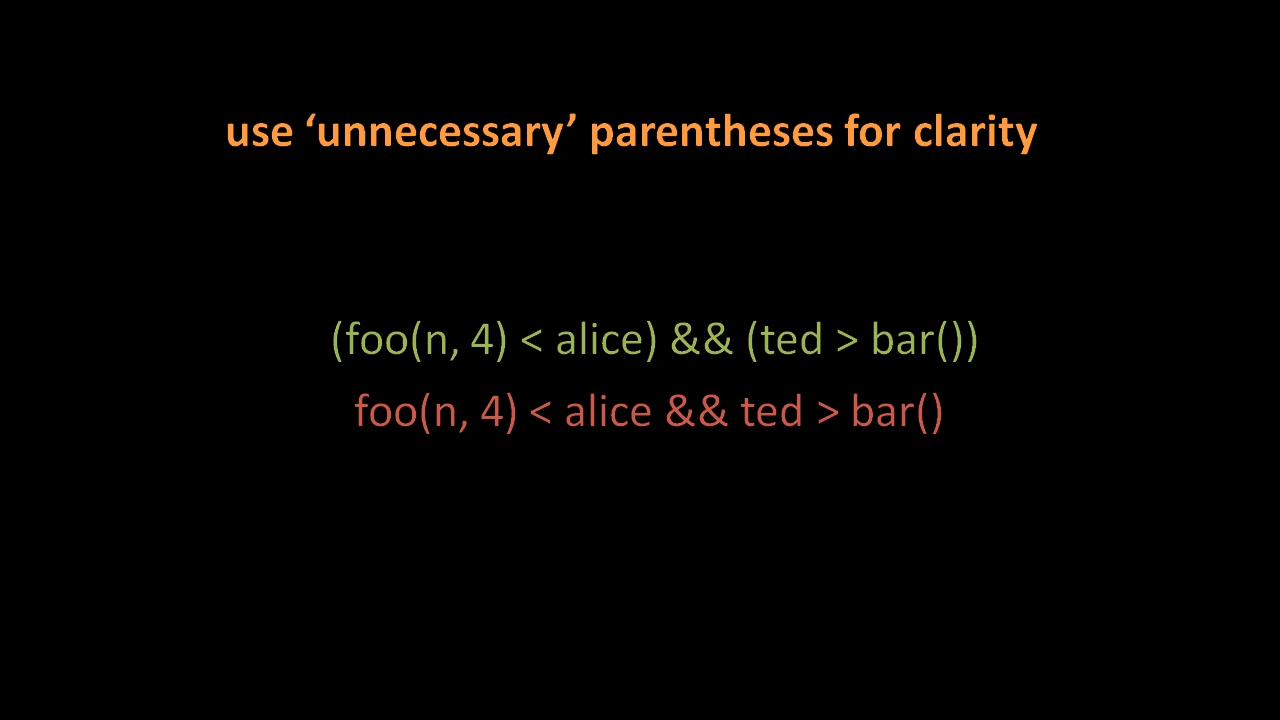 use ‘unnecessary’ parentheses for clarity
(foo(n, 4) < alice) && (ted > bar())
foo(n, 4) < alice && ted > bar()